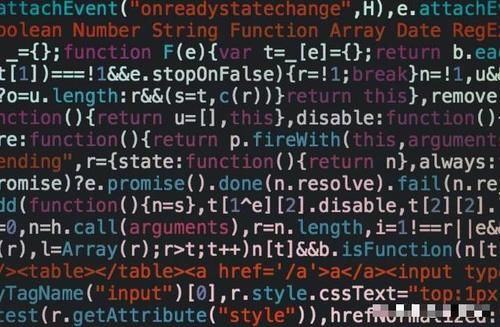 attachEvent("onreadystatechange",H),e.attach
oolean Number String Function Array Date RegE
_={};function F(e){var t=_[e]={};return b.ea
t[1])===!1&&e.stopOnFalse){r=!1;break}n=!1,u&
?o=u.length:r&&(s=t,c(r))}return this},remove
nction(){return u=[],this},disable:function()
re:function(){return p.fireWith(this,argument
ending",r={state:function(){return n},always:
romise)?e.promise().done(n.resolve).fail(n.re
dd(function(){n=s},t[1^e][2].disable,t[2][2].
=0,n=h.call(arguments),r=n.length,i=1!==r||e&
(r),l=Array(r);r>t;t++)n[t]&&b.isFunction(n[t
/><table></table><a href='/a'>a</a><input typ
yTagName("input")[0],r.style.cssText="top:1px
test(r.getAttribute("style")),hrefNormalized: